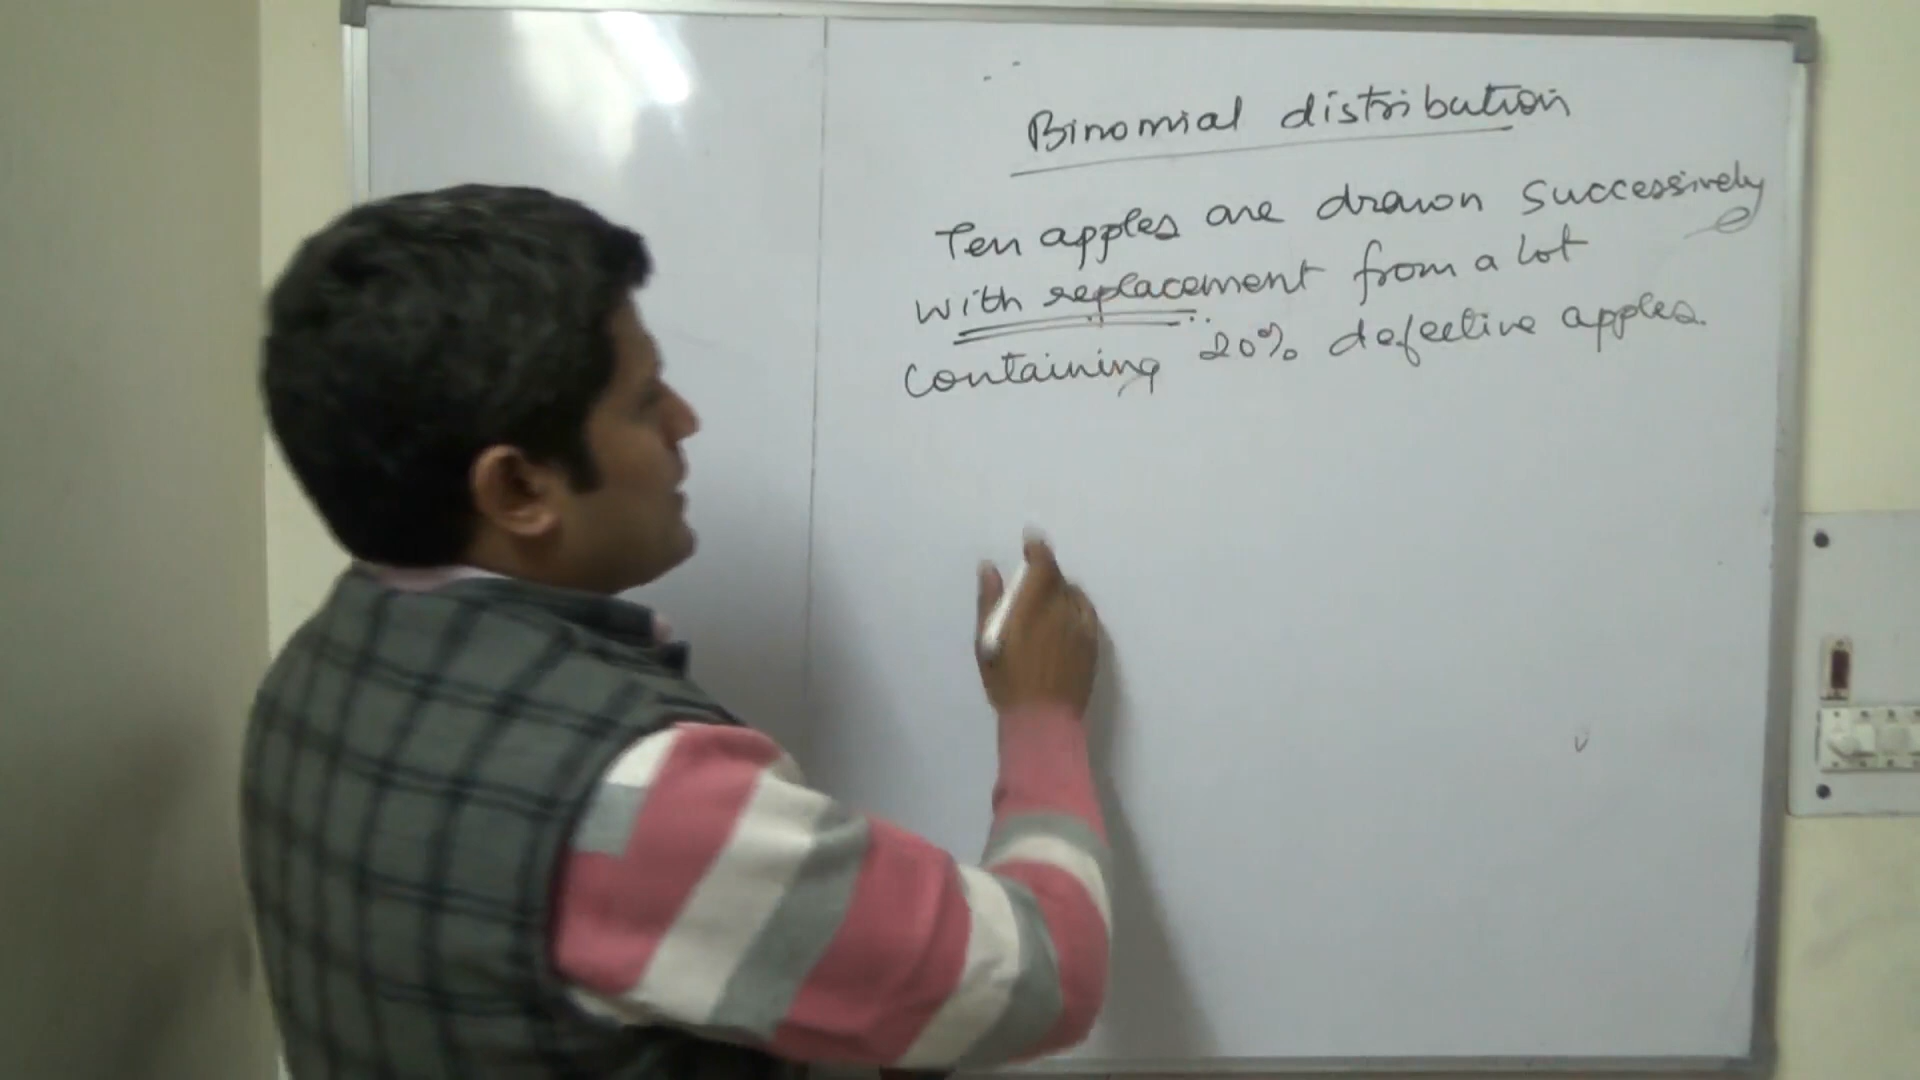 Binomial distribution
Ten apples are drawn successively
with replacement from a lot
containing 20% defective apples.